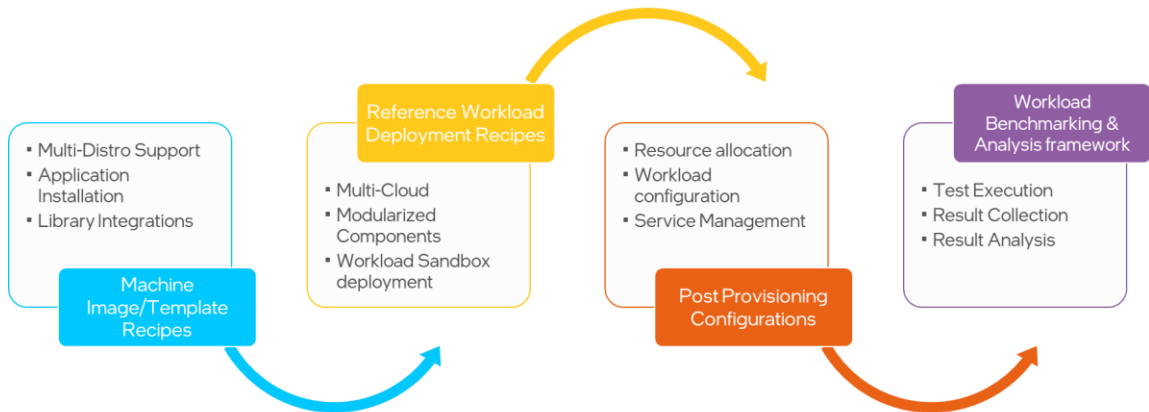 ▪ Multi-Distro Support
▪ Application
Installation
▪ Library Integrations
Machine
Image/Template
Recipes
Reference Workload
Deployment Recipes
▪ Multi-Cloud
▪ Modularized
Components
▪ Workload Sandbox
deployment
▪ Resource allocation
▪ Workload
configuration
▪ Service Management
Post Provisioning
Configurations
Workload
Benchmarking &
Analysis framework
▪ Test Execution
▪ Result Collection
▪ Result Analysis